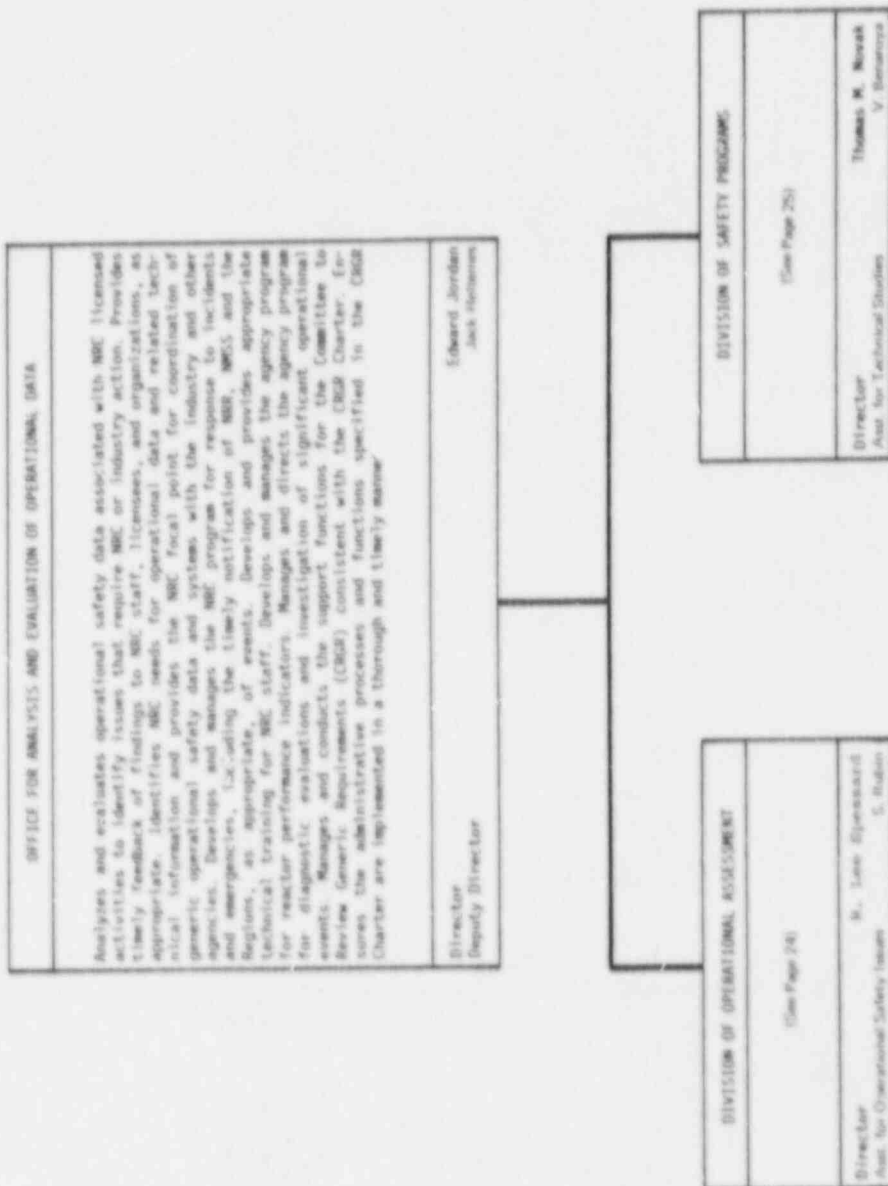 OFFICE FOR ANALYSIS AND EVALUATION OF OPERATIONAL DATA
Analyzes and evaluates operational safety data associated with NRC licensed
activities to identify issues that require NRC or industry action. Provides
timely feedback of findings to NRC staff, licensees, and organizations, as
appropriate. Identifies NRC needs for operational data and related tech-
nical information and provides the NRC focal point for coordination of
generic operational safety data and systems with the industry and other
agencies. Develops and manages the NRC program for response to incidents
and emergencies, including the timely notification of NRR, NMSS and the
Regions, as appropriate, of events. Develops and provides appropriate
technical training for NRC staff. Develops and manages the agency program
for reactor performance indicators. Manages and directs the agency program
for diagnostic evaluations and investigation of significant operational
events. Manages and conducts the support functions for the Committee to
Review Generic Requirements (CRGR) consistent with the CRGR Charter. En-
sures the administrative processes and functions specified in the CRGR
Charter are implemented in a thorough and timely manner
Director Edward Jordan
Deputy Director Jack
DIVISION OF OPERATIONAL ASSESSMENT
(See Page 24)
Director R. Lee Spessard
Asst. for Operational Safety Issues S. Rubin
DIVISION OF SAFETY PROGRAMS
(See Page 25)
Director Thomas M. Novak
Asst. for Technical Studies V. Benaroya